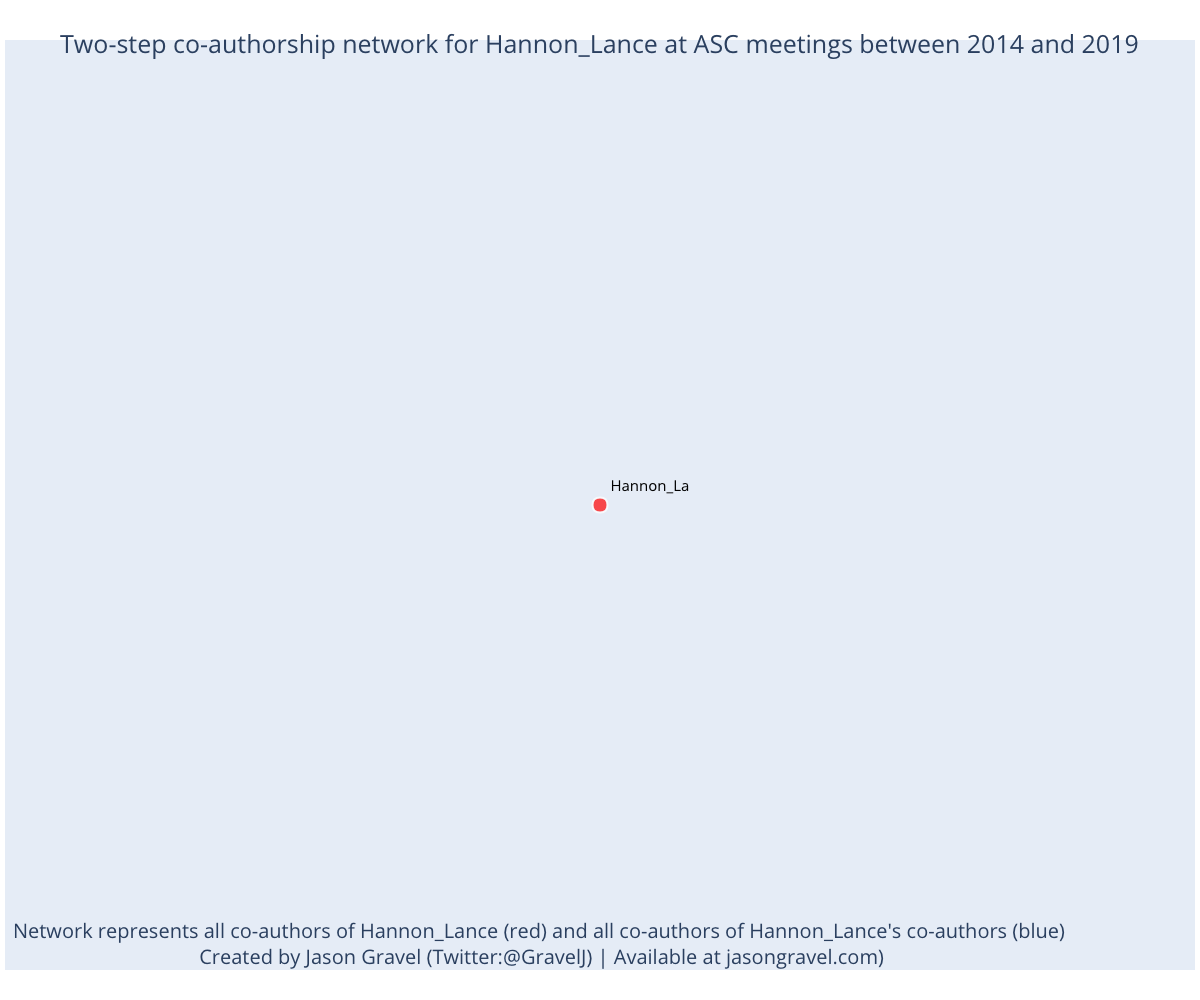 Two-step co-authorship network for Hannon_Lance at ASC meetings between 2014 and 2019
Hannon_La
Network represents all co-authors of Hannon_Lance (red) and all co-authors of Hannon_Lance's co-authors (blue)
Created by Jason Gravel (Twitter:@GravelJ) | Available at jasongravel.com)